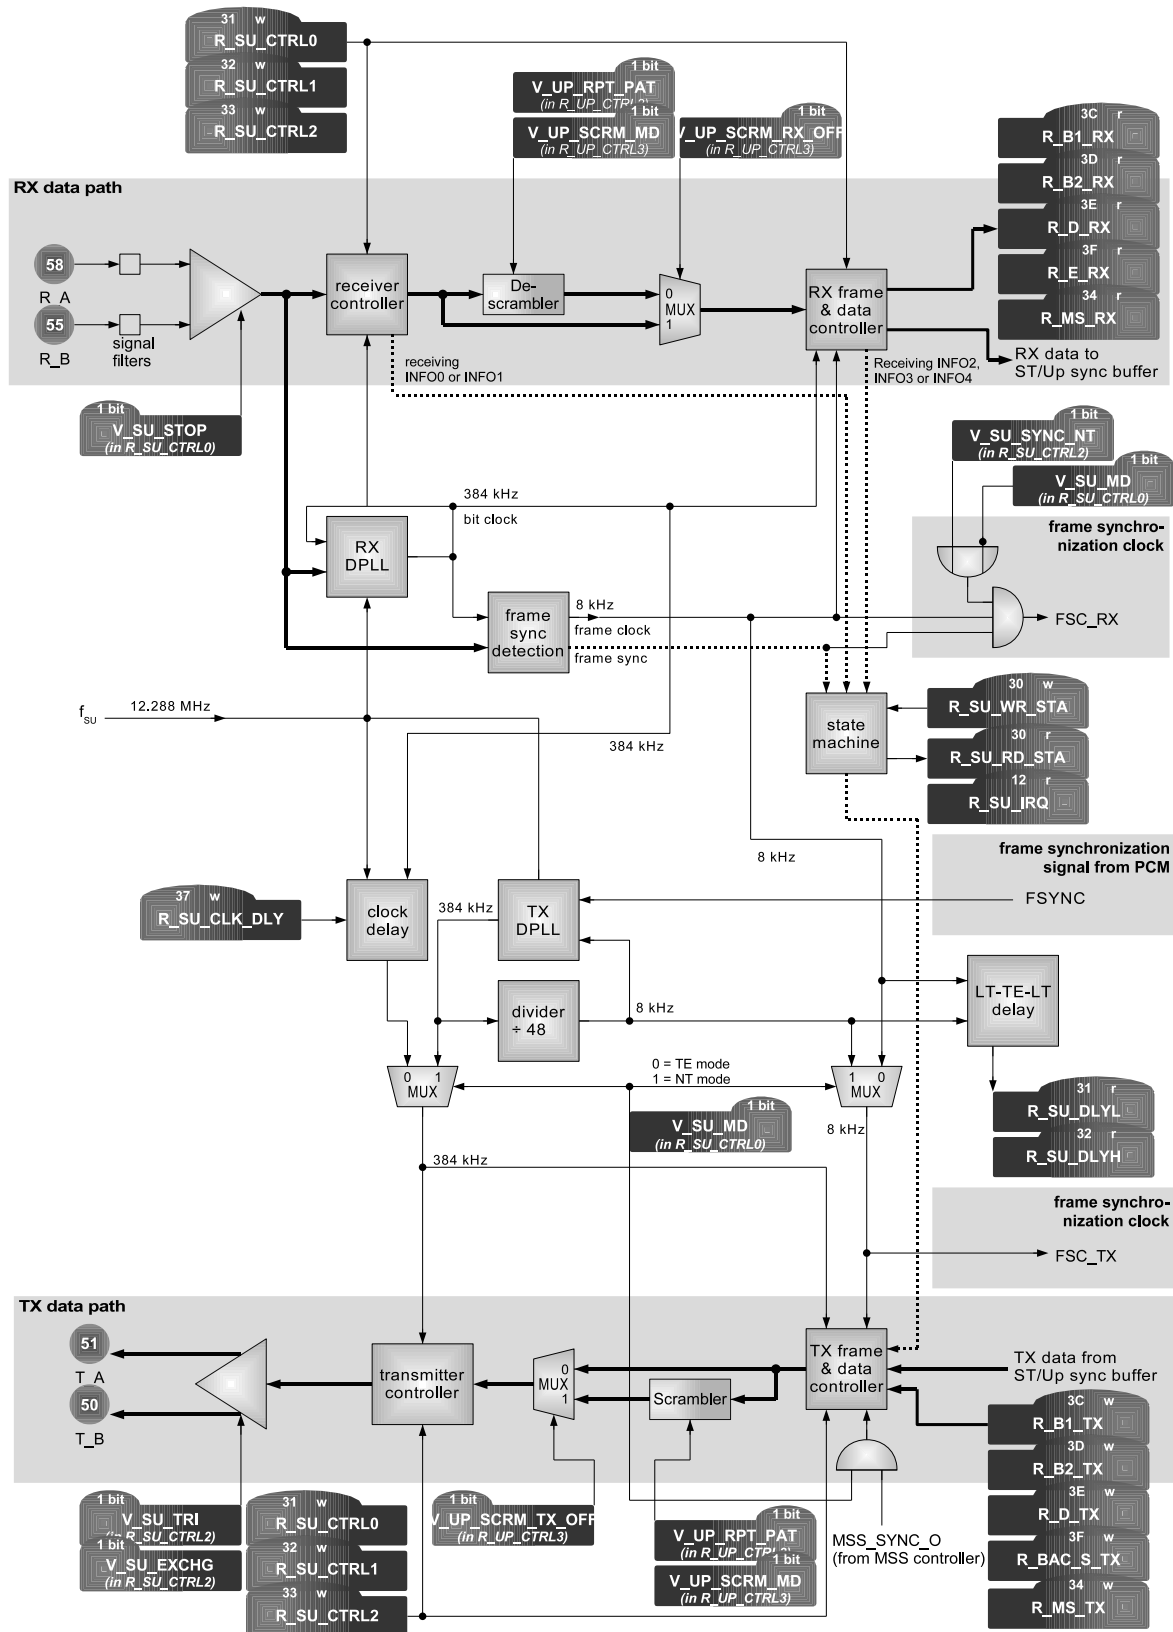 31 w
R_SU_CTRL0
32 w
R_SU_CTRL1
33 w
R_SU_CTRL2
1 bit
V_UP_RPT_PAT
(in R_UP_CTRL3)
1 bit
V_UP_SCRM_MD
(in R_UP_CTRL3)
1 bit
V_UP_SCRM_RX_OFF
(in R_UP_CTRL3)
3C r
R_B1_RX
3D r
R_B2_RX
3E r
R_D_RX
3F r
R_E_RX
34 r
R_MS_RX
RX data path
58
R_A
55
R_B
signal
filters
receiver
controller
De-
scrambler
0
MUX
1
RX frame
& data
controller
receiving
INFO0 or INFO1
Receiving INFO2,
INFO3 or INFO4
RX data to
ST/Up sync buffer
1 bit
V_SU_STOP
(in R_SU_CTRL0)
1 bit
V_SU_SYNC_NT
(in R_SU_CTRL2)
1 bit
V_SU_MD
(in R_SU_CTRL0)
384 kHz
bit clock
RX
DPLL
frame synchro-
nization clock
frame
sync
detection
8 kHz
frame clock
frame sync
FSC_RX
f SU
12.288 MHz
384 kHz
state
machine
30 w
R_SU_WR_STA
30 r
R_SU_RD_STA
12 r
R_SU_IRQ
8 kHz
frame synchronization
signal from PCM
FSYNC
37 w
R_SU_CLK_DLY
clock
delay
384 kHz
TX
DPLL
divider
÷ 48
8 kHz
LT-TE-LT
delay
0 1
MUX
0 = TE mode
1 = NT mode
1 0
MUX
1 bit
V_SU_MD
(in R_SU_CTRL0)
8 kHz
31 r
R_SU_DLYL
32 r
R_SU_DLYH
384 kHz
frame synchro-
nization clock
FSC_TX
TX data path
51
T_A
50
T_B
transmitter
controller
0
MUX
1
Scrambler
TX frame
& data
controller
TX data from
ST/Up sync buffer
3C w
R_B1_TX
3D w
R_B2_TX
3E w
R_D_TX
3F w
R_BAC_S_TX
34 w
R_MS_TX
1 bit
V_SU_TRI
(in R_SU_CTRL2)
1 bit
V_SU_EXCHG
(in R_SU_CTRL2)
31 w
R_SU_CTRL0
32 w
R_SU_CTRL1
33 w
R_SU_CTRL2
1 bit
V_UP_SCRM_TX_OFF
(in R_UP_CTRL3)
1 bit
V_UP_RPT_PAT
(in R_UP_CTRL3)
1 bit
V_UP_SCRM_MD
(in R_UP_CTRL3)
MSS_SYNC_O
(from MSS controller)